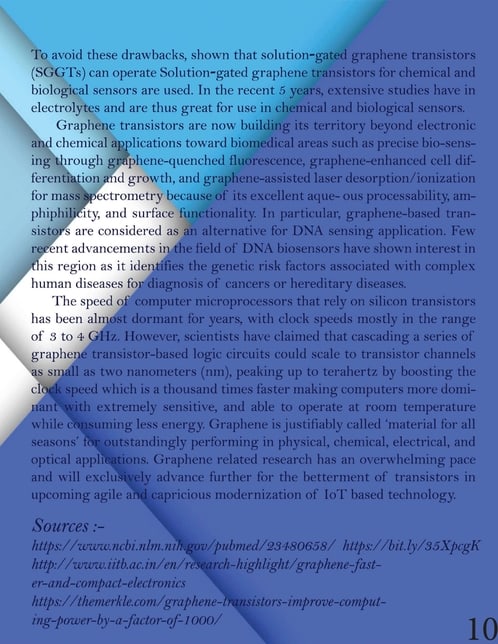 To avoid these drawbacks, shown that solution-gated graphene transistors
(SGGTs) can operate Solution-gated graphene transistors for chemical and
biological sensors are used. In the recent 5 years, extensive studies have in
electrolytes and are thus great for use in chemical and biological sensors.
Graphene transistors are now building its territory beyond electronic
and chemical applications toward biomedical areas such as precise bio-sens-
ing through graphene-quenched fluorescence, graphene-enhanced cell dif-
ferentiation and growth, and graphene-assisted laser desorption/ionization
for mass spectrometry because of its excellent aque- ous processability, am-
phiphilicity, and surface functionality. In particular, graphene-based tran-
sistors are considered as an alternative for DNA sensing application. Few
recent advancements in the field of DNA biosensors have shown interest in
this region as it identifies the genetic risk factors associated with complex
human diseases for diagnosis of cancers or hereditary diseases.
The speed of computer microprocessors that rely on silicon transistors
has been almost dormant for years, with clock speeds mostly in the range
of 3 to 4 GHz. However, scientists have claimed that cascading a series of
graphene transistor-based logic circuits could scale to transistor channels
as small as two nanometers (nm), peaking up to terahertz by boosting the
clock speed which is a thousand times faster making computers more domi-
nant with extremely sensitive, and able to operate at room temperature
while consuming less energy. Graphene is justifiably called 'material for all
seasons' for outstandingly performing in physical, chemical, electrical, and
optical applications. Graphene related research has an overwhelming pace
and will exclusively advance further for the betterment of transistors in
upcoming agile and capricious modernization of IoT based technology.
Sources :-
https://www.ncbi.nlm.nih.gov/pubmed/23480658/ https://bit.ly/35XpcgK
http://www.iitb.ac.in/en/research-highlight/graphene-fast-
er-and-compact-electronics
https://themerkle.com/graphene-transistors-improve-comput-
ing-power-by-a-factor-of-1000/
10